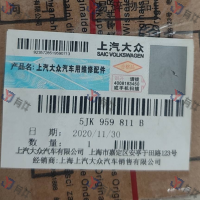 上汽大众
SAIC VOLKSWAGEN
产品名: 上汽大众汽车用维修配件
4008193450
5JK 959 811 B
日期: 2020/11/30
数量: 1
上汽大众汽车有限公司 上海市嘉定区安亭于田路123号
经销商: 上海上汽大众汽车销售有限公司